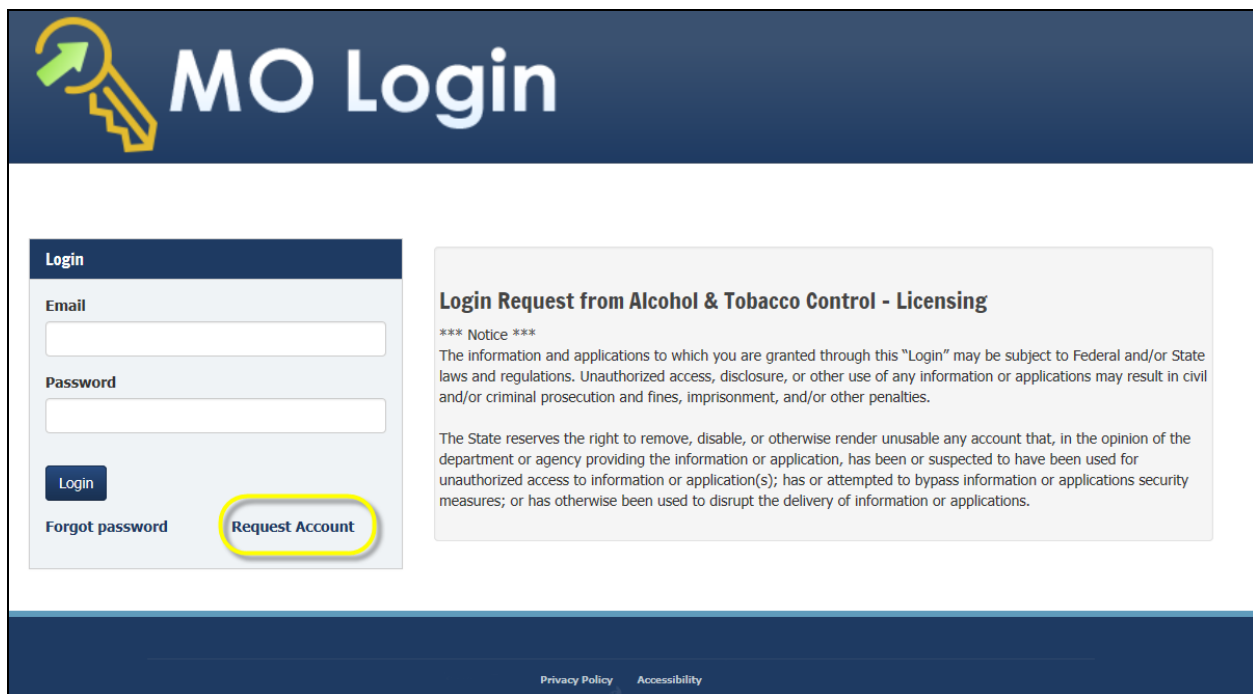 MO Login
Login
Email
Password
Login
Forgot password
Request Account
Login Request from Alcohol & Tobacco Control - Licensing
*** Notice ***
The information and applications to which you are granted through this “Login” may be subject to Federal and/or State
laws and regulations. Unauthorized access, disclosure, or other use of any information or applications may result in civil
and/or criminal prosecution and fines, imprisonment, and/or other penalties.
The State reserves the right to remove, disable, or otherwise render unusable any account that, in the opinion of the
department or agency providing the information or application, has been or suspected to have been used for
unauthorized access to information or application(s); has or attempted to bypass information or applications security
measures; or has otherwise been used to disrupt the delivery of information or applications.
Privacy Policy Accessibility